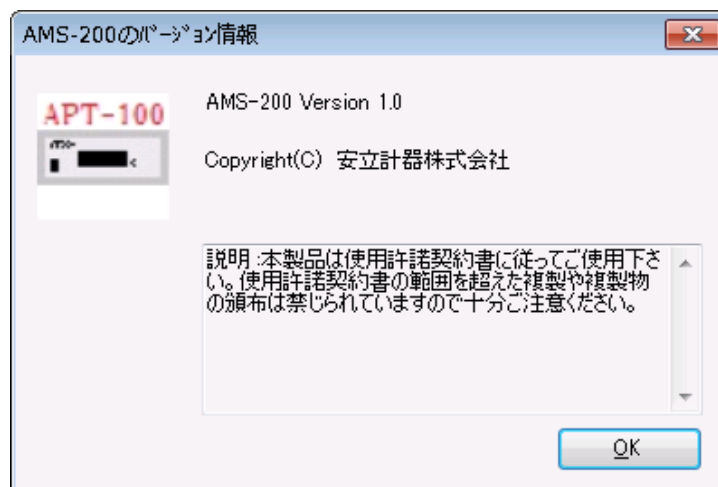 AMS-200のﾊﾞｰｼﾞｮﾝ情報
APT-100
AMS-200 Version 1.0
Copyright(C) 安立計器株式会社
説明 :本製品は使用許諾契約書に従ってご使用下さ
い。使用許諾契約書の範囲を超えた複製や複製物
の頒布は禁じられていますので十分ご注意ください。
OK